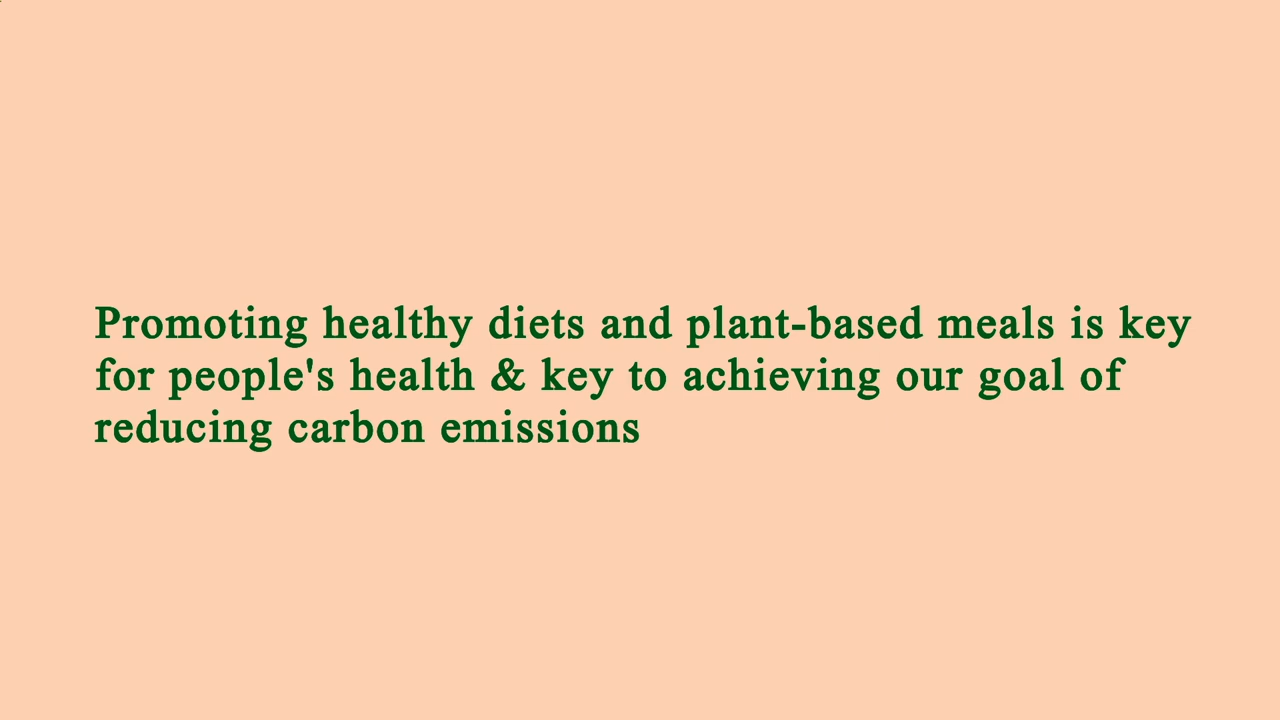 Promoting healthy diets and plant-based meals is key
for people's health & key to achieving our goal of
reducing carbon emissions